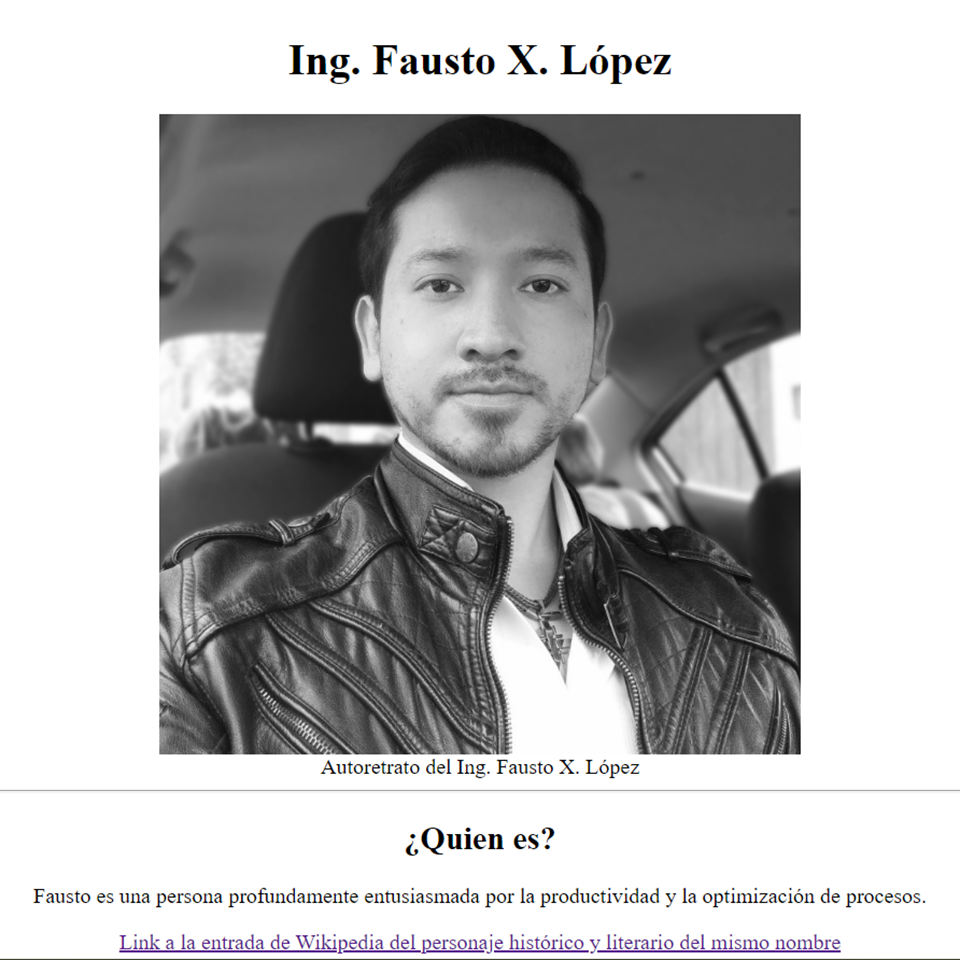 Ing. Fausto X. López
Autoretrato del Ing. Fausto X. López
¿Quien es?
Fausto es una persona profundamente entusiasmada por la productividad y la optimización de procesos.
Link a la entrada de Wikipedia del personaje histórico y literario del mismo nombre